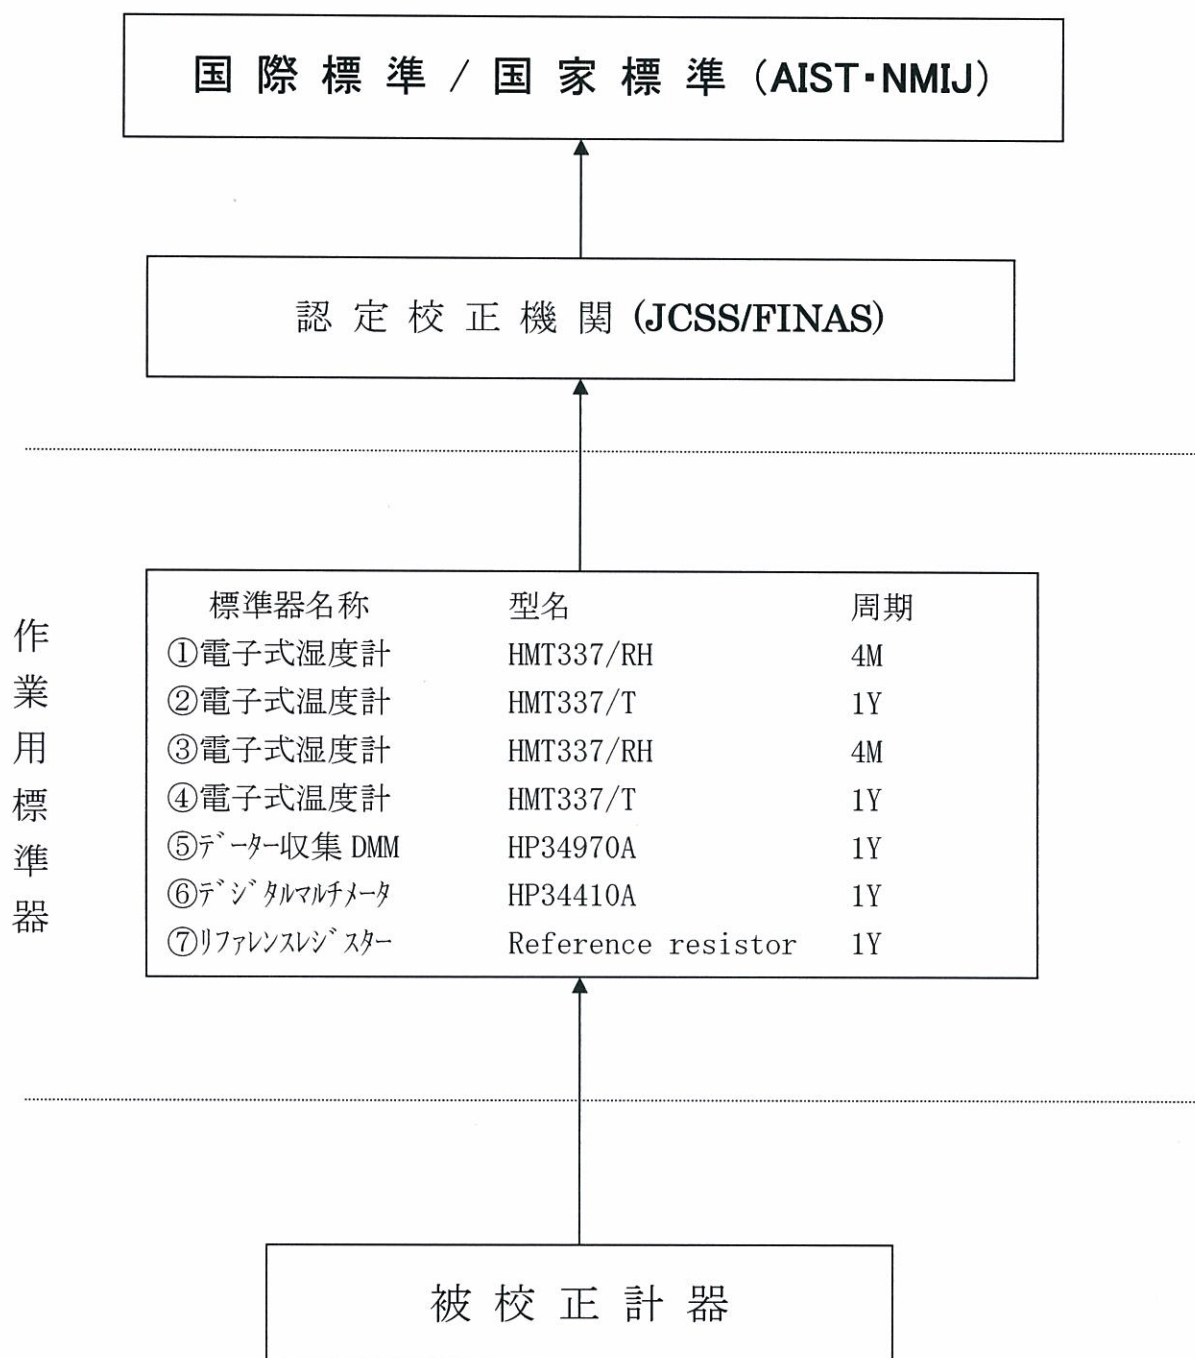 国際標準/国家標準(AIST・NMIJ)
認定校正機関(JCSS/FINAS)
作業用標準器
標準器名称 型名 周期
①電子式湿度計 HMT337/RH 4M
②電子式温度計 HMT337/T 1Y
③電子式湿度計 HMT337/RH 4M
④電子式温度計 HMT337/T 1Y
⑤データー収集 DMM HP34970A 1Y
⑥デジタルマルチメータ HP34410A 1Y
⑦リファレンスレジスター Reference resistor 1Y
被校正計器